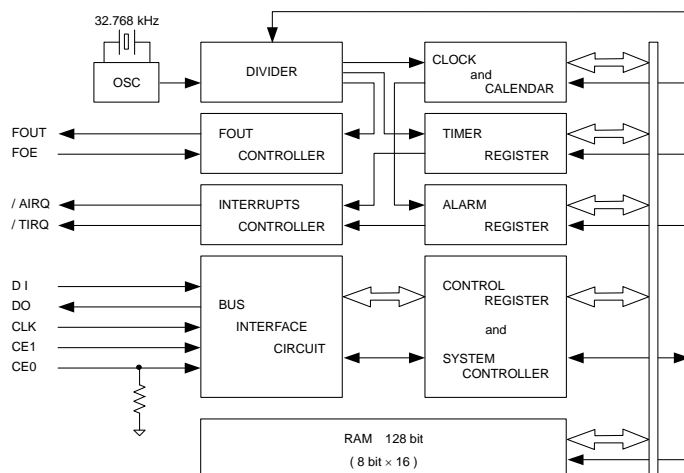 32.768 kHz
OSC
DIVIDER
CLOCK
and
CALENDAR
FOUT
FOE
FOUT
CONTROLLER
TIMER
REGISTER
/ AIRQ
/ TIRQ
INTERRUPTS
CONTROLLER
ALARM
REGISTER
D I
DO
CLK
CE1
CE0
BUS
INTERFACE
CIRCUIT
CONTROL
REGISTER
and
SYSTEM
CONTROLLER
RAM 128 bit
( 8 bit × 16 )